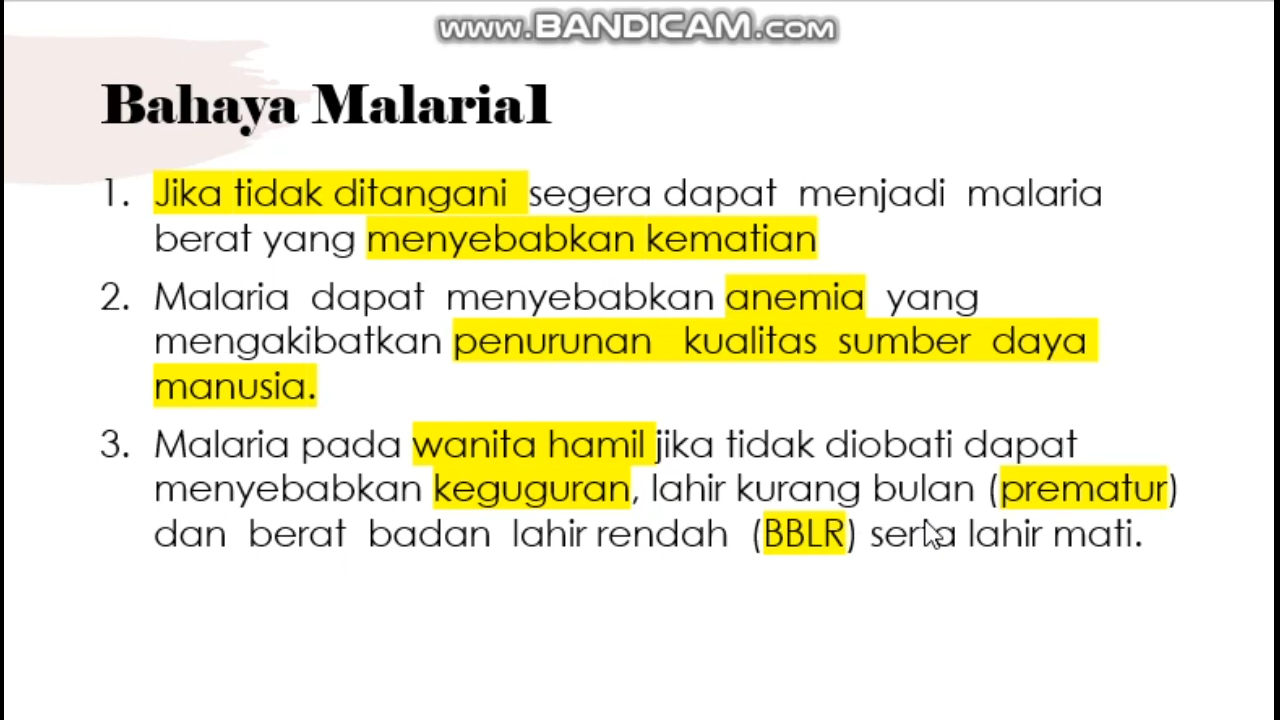 www.BANDICAM.com
Bahaya Malaria1
1. Jika tidak ditangani segera dapat menjadi malaria
berat yang menyebabkan kematian
2. Malaria dapat menyebabkan anemia yang
mengakibatkan penurunan kualitas sumber daya
manusia.
3. Malaria pada wanita hamil jika tidak diobati dapat
menyebabkan keguguran, lahir kurang bulan (prematur)
dan berat badan lahir rendah (BBLR) serta lahir mati.